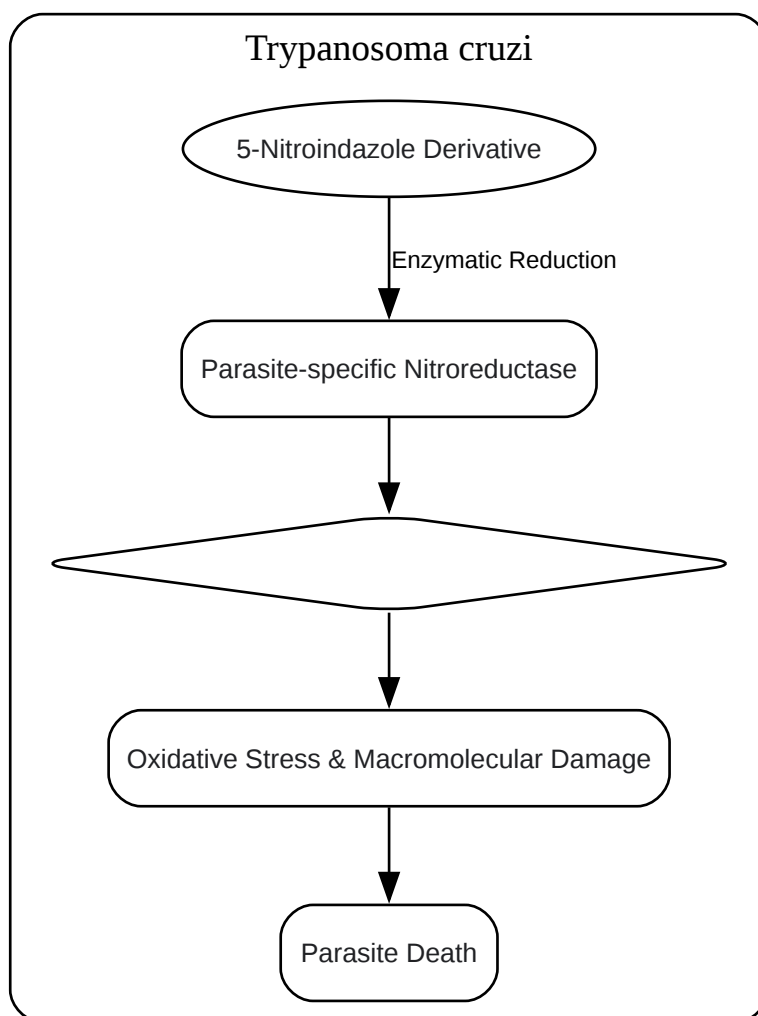 Trypanosoma cruzi
5-Nitroindazole Derivative
Enzymatic Reduction
Parasite-specific Nitroreductase
Oxidative Stress & Macromolecular Damage
Parasite Death